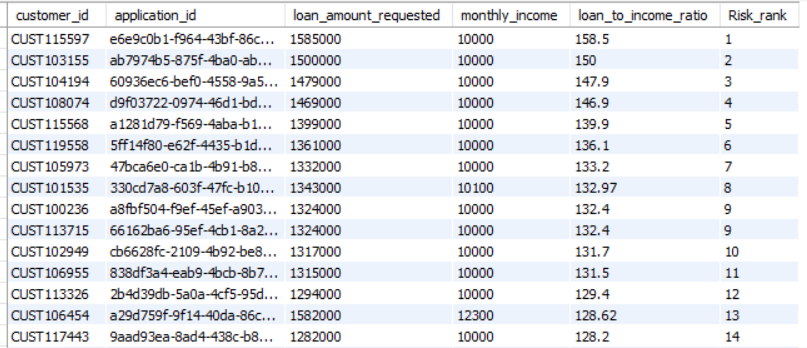 customer_id application_id loan_amount_requested monthly_income loan_to_income_ratio Risk_rank
CUST115597 e6e9c0b1-f964-43bf-86c... 1585000 10000 158.5 1
CUST103155 ab7974b5-875f-4ba0-ab... 1500000 10000 150 2
CUST104194 60936ec6-bef0-4558-9a5... 1479000 10000 147.9 3
CUST108074 d9f03722-0974-46d1-bd... 1469000 10000 146.9 4
CUST115568 a1281d79-f569-4aba-b1... 1399000 10000 139.9 5
CUST119558 5ff14f80-e62f-4435-b1d... 1361000 10000 136.1 6
CUST105973 47bca6e0-ca1b-4b91-b8... 1332000 10000 133.2 7
CUST101535 330cd7a8-603f-47fc-b10... 1343000 10100 132.97 8
CUST100236 a8fbf504-f9ef-45ef-a903... 1324000 10000 132.4 9
CUST113715 66162ba6-95ef-4cb1-8a2... 1324000 10000 132.4 9
CUST102949 cb6628fc-2109-4b92-be8... 1317000 10000 131.7 10
CUST106955 838df3a4-eab9-4bcb-8b7... 1315000 10000 131.5 11
CUST113326 2b4d39db-5a0a-4cf5-95d... 1294000 10000 129.4 12
CUST106454 a29d759f-9f14-40da-86c... 1582000 12300 128.62 13
CUST117443 9aad93ea-8ad4-438c-b8... 1282000 10000 128.2 14